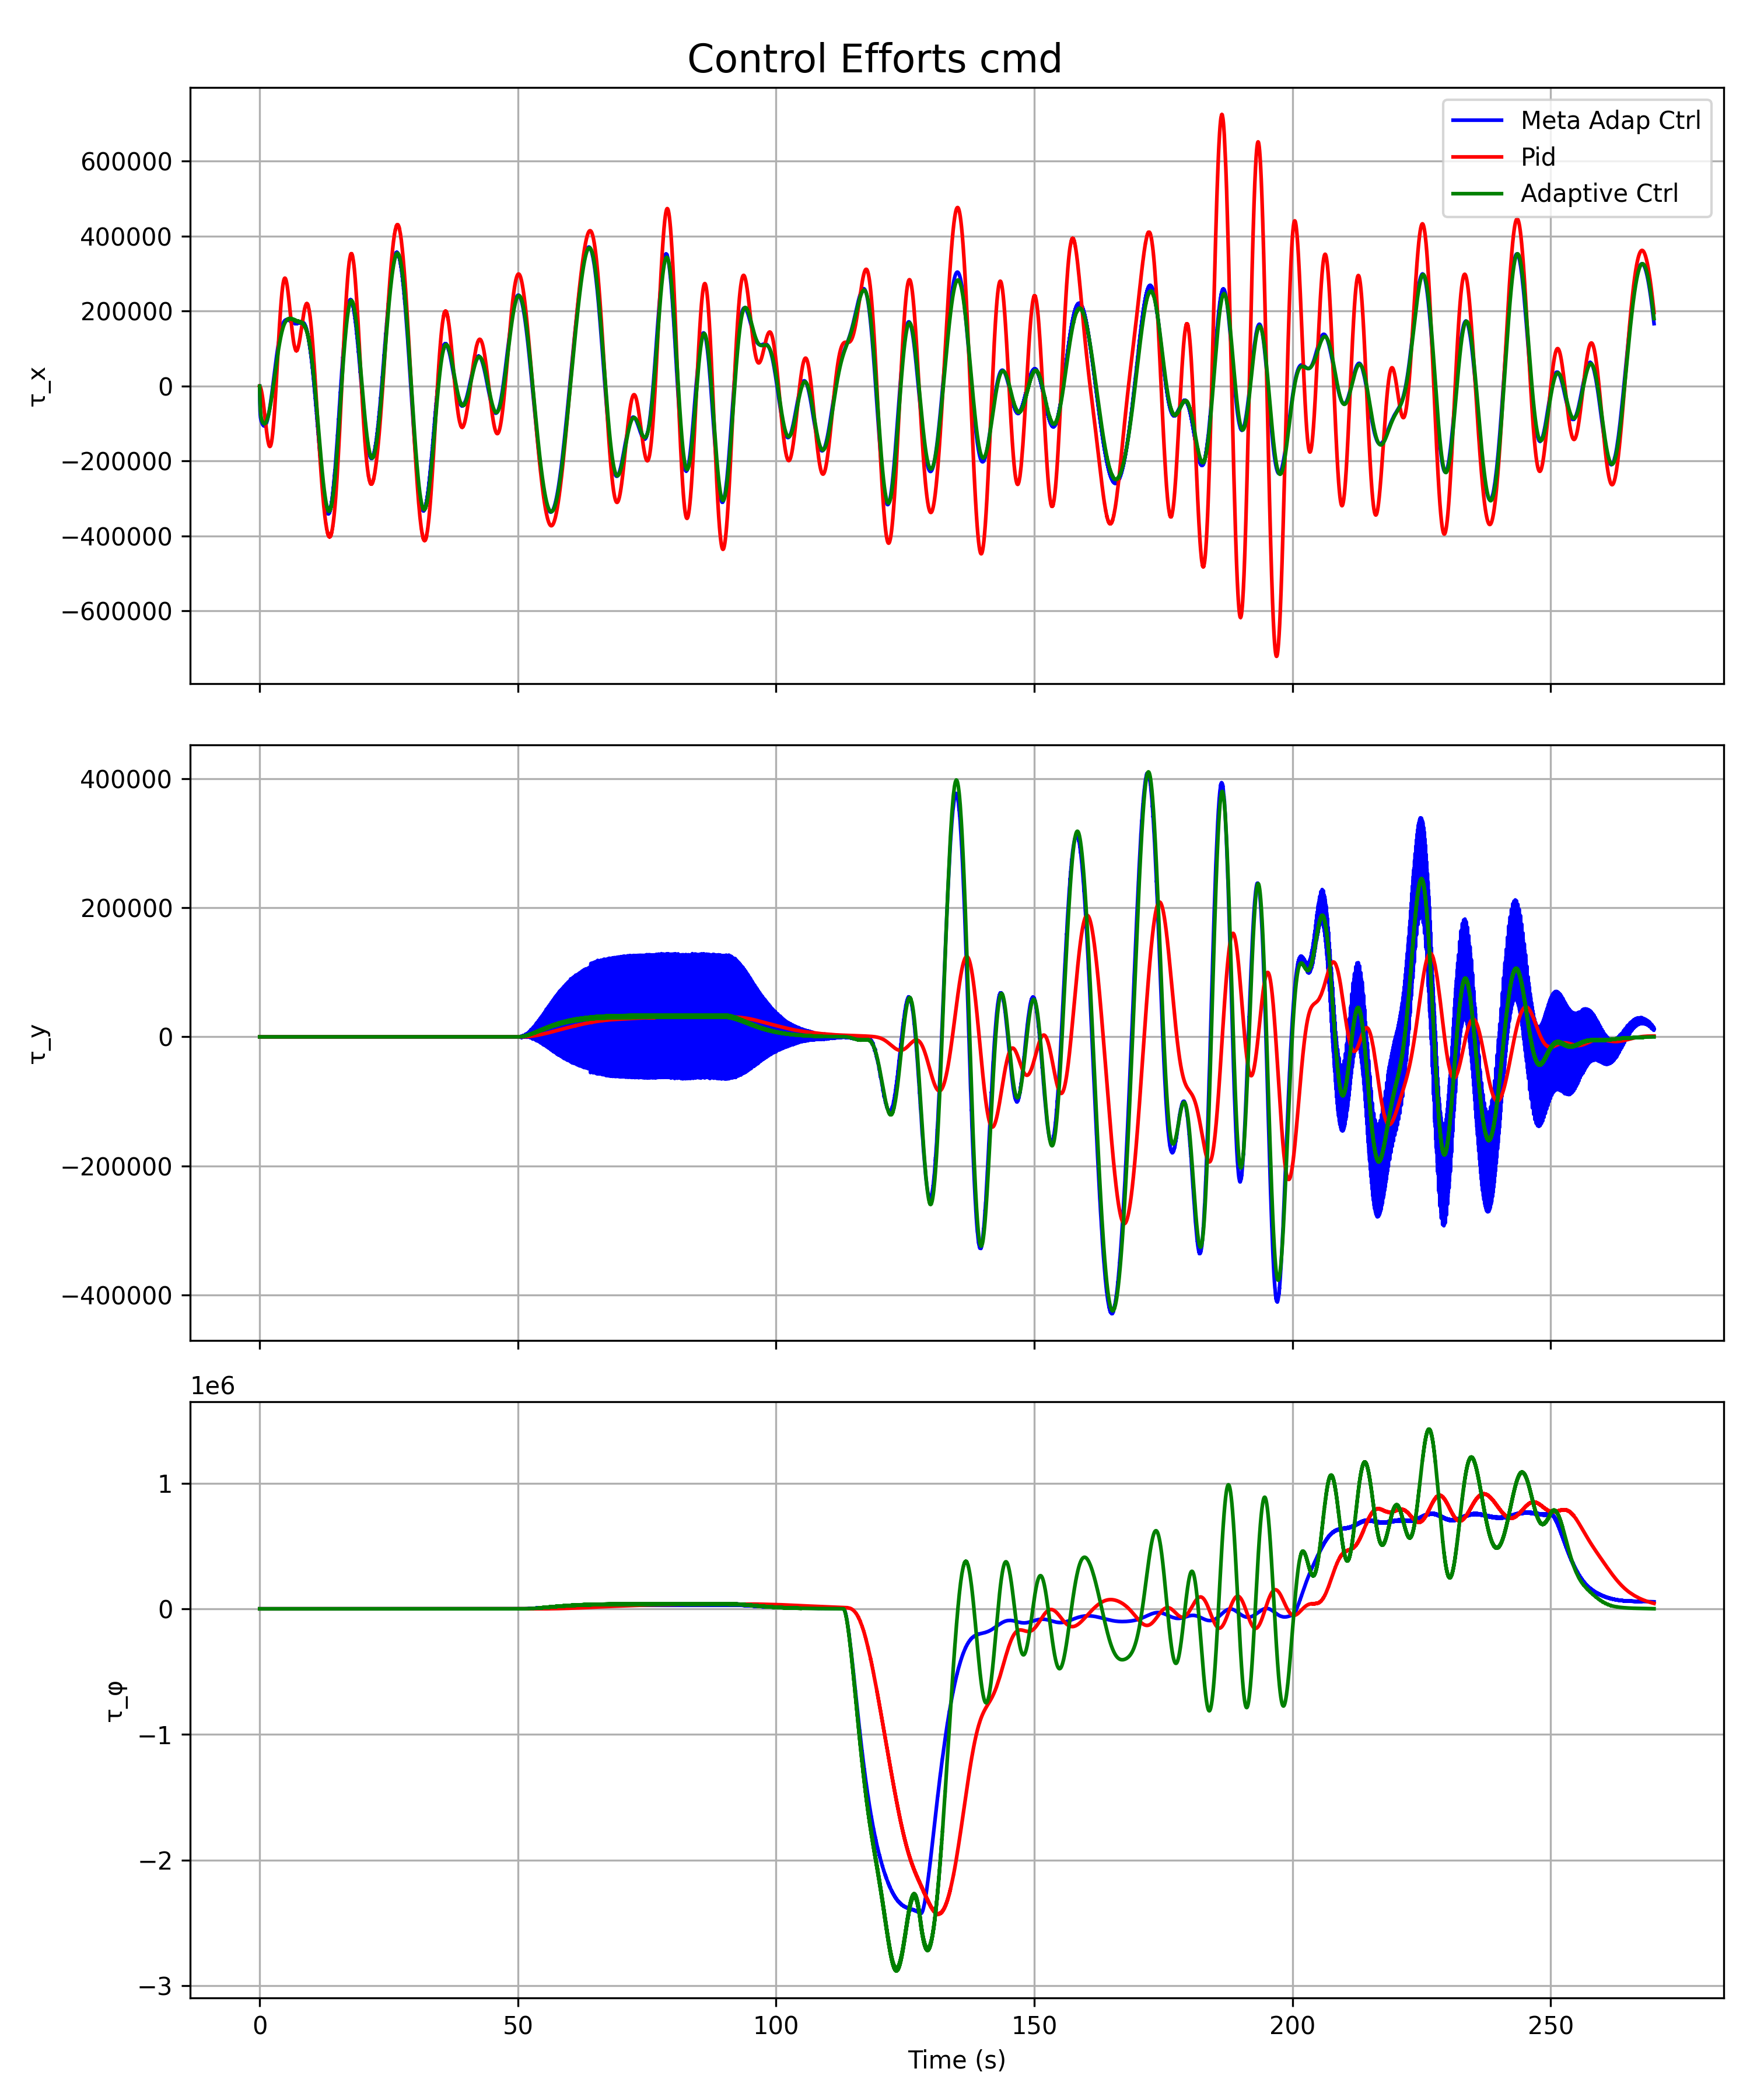 Control Efforts cmd
Meta Adap Ctrl
Pid
Adaptive Ctrl
600000
400000
200000
0
−200000
−400000
−600000
τ_x
400000
200000
0
−200000
−400000
τ_y
1e6
1
0
−1
−2
−3
τ_φ
0 50 100 150 200 250
Time (s)